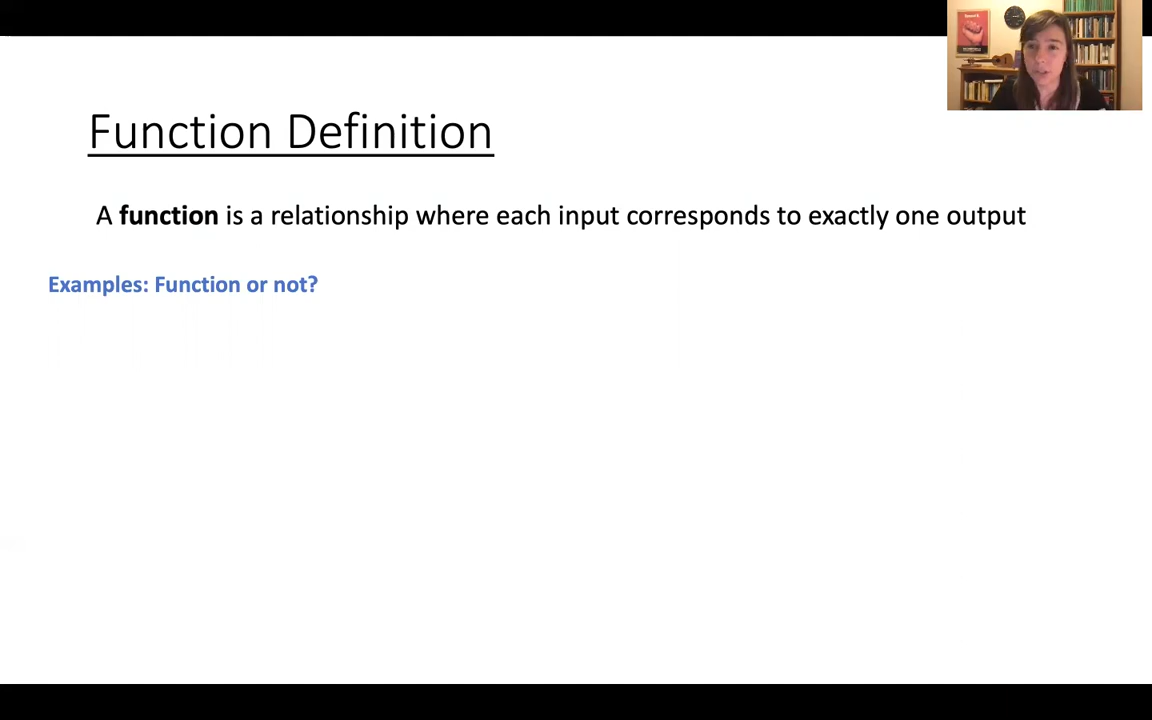 Function Definition
A function is a relationship where each input corresponds to exactly one output
Examples: Function or not?